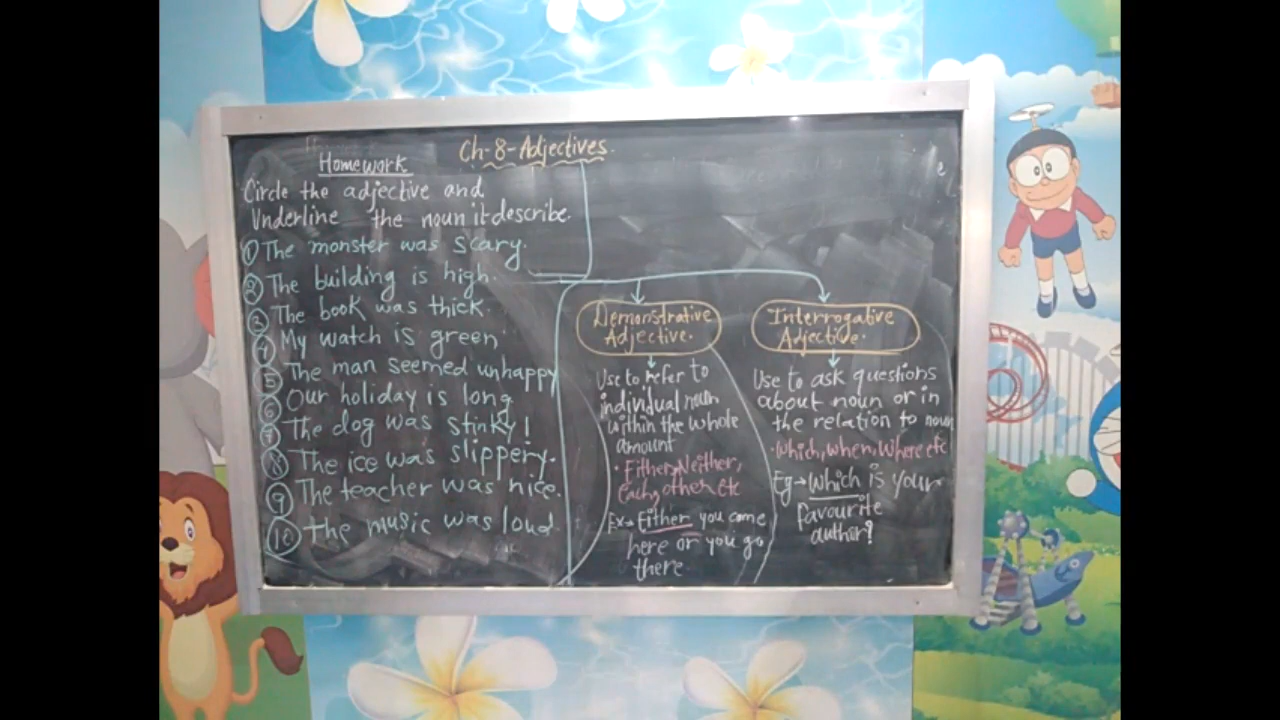 Ch-8-Adjectives.
Homework
Circle the adjective and
Underline the noun it describe.
① The monster was scary.
② The building is high.
③ The book was thick.
④ My watch is green
⑤ The man seemed unhappy
⑥ Our holiday is long
⑦ The dog was stinky!
⑧ The ice was slippery.
⑨ The teacher was nice.
⑩ The music was loud.
Demonstrative
Adjective.
Use to refer to
individual noun
within the whole
amount
• Either, Neither,
Each, other etc
Ex→ Either you come
here or you go
there.
Interrogative
Adjective.
Use to ask questions
about noun or in
the relation to noun
• Which, when, Where etc
Eg→ Which is your
favourite
author?